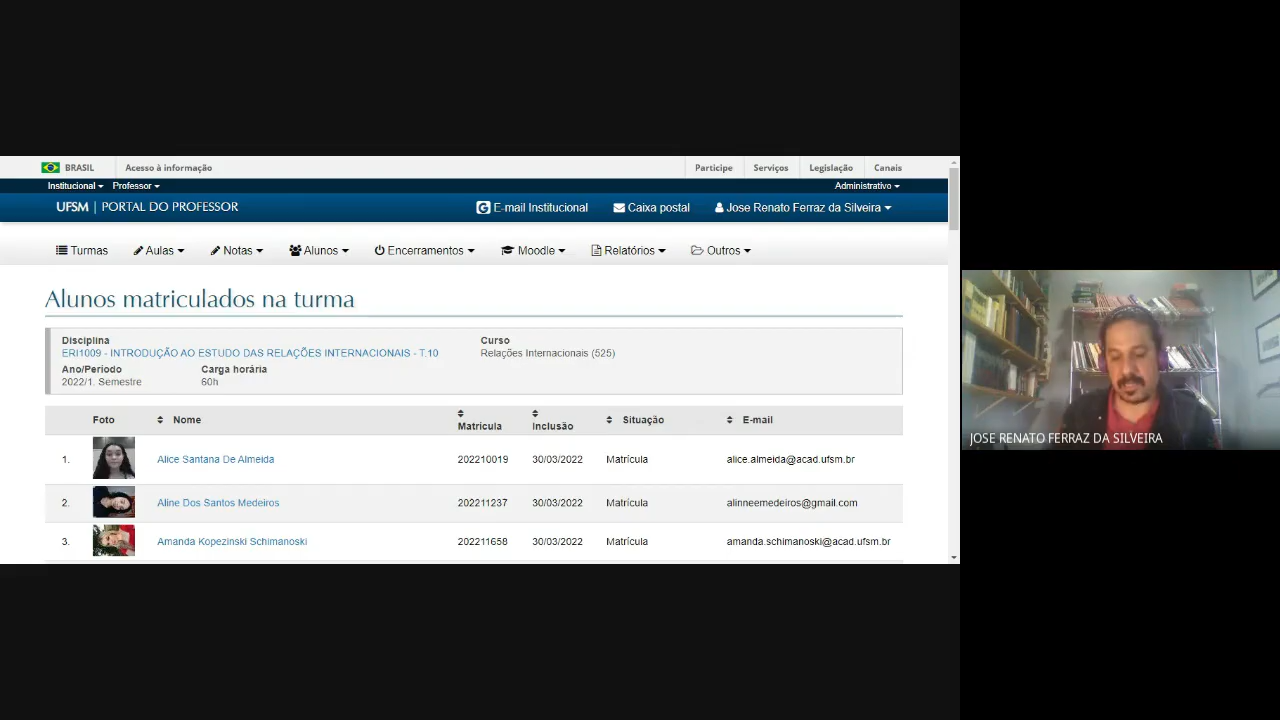 BRASIL Acesso à informação Participe Serviços Legislação Canais
Institucional Professor Administrativo
UFSM | PORTAL DO PROFESSOR E-mail Institucional Caixa postal Jose Renato Ferraz da Silveira
Turmas Aulas Notas Alunos Encerramentos Moodle Relatórios Outros
Alunos matriculados na turma
Disciplina Curso
ERI1009 - INTRODUÇÃO AO ESTUDO DAS RELAÇÕES INTERNACIONAIS - T.10 Relações Internacionais (525)
Ano/Período Carga horária
2022/1. Semestre 60h
Foto Nome Matrícula Inclusão Situação E-mail
1. Alice Santana De Almeida 202210019 30/03/2022 Matrícula alice.almeida@acad.ufsm.br
2. Aline Dos Santos Medeiros 202211237 30/03/2022 Matrícula alinneemedeiros@gmail.com
3. Amanda Kopezinski Schimanoski 202211658 30/03/2022 Matrícula amanda.schimanoski@acad.ufsm.br
JOSE RENATO FERRAZ DA SILVEIRA